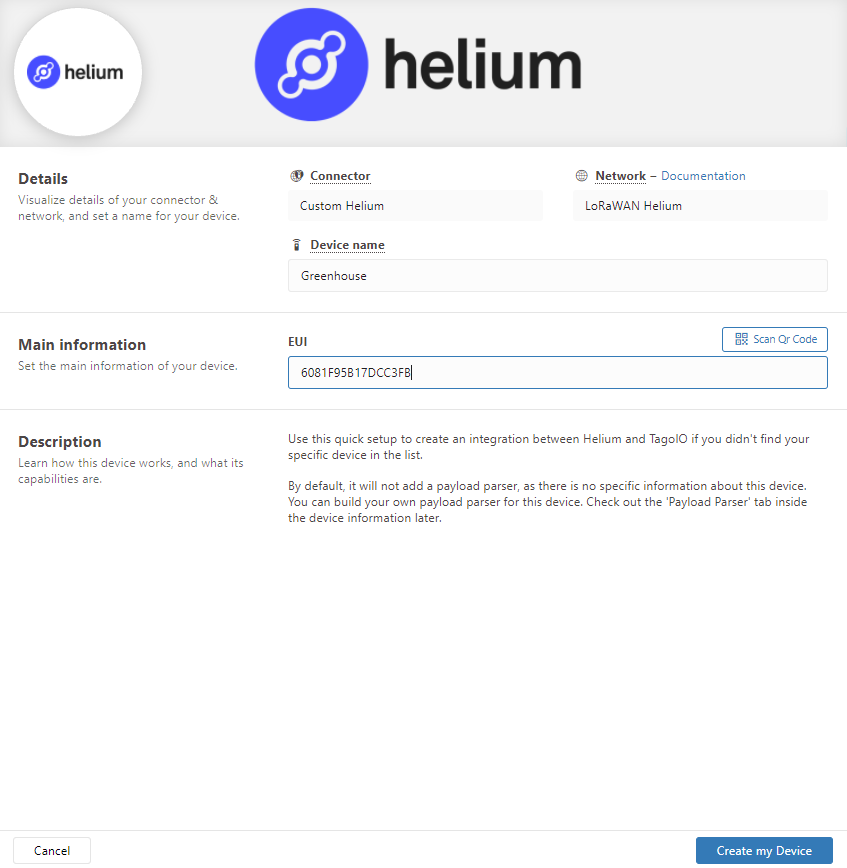 helium
helium
Details
Visualize details of your connector &
network, and set a name for your device.
Connector
Custom Helium
Network – Documentation
LoRaWAN Helium
Device name
Greenhouse
Main information
Set the main information of your device.
EUI
Scan Qr Code
6081F95B17DCC3FB
Description
Learn how this device works, and what its
capabilities are.
Use this quick setup to create an integration between Helium and TagoIO if you didn't find your
specific device in the list.
By default, it will not add a payload parser, as there is no specific information about this device.
You can build your own payload parser for this device. Check out the 'Payload Parser' tab inside
the device information later.
Cancel
Create my Device